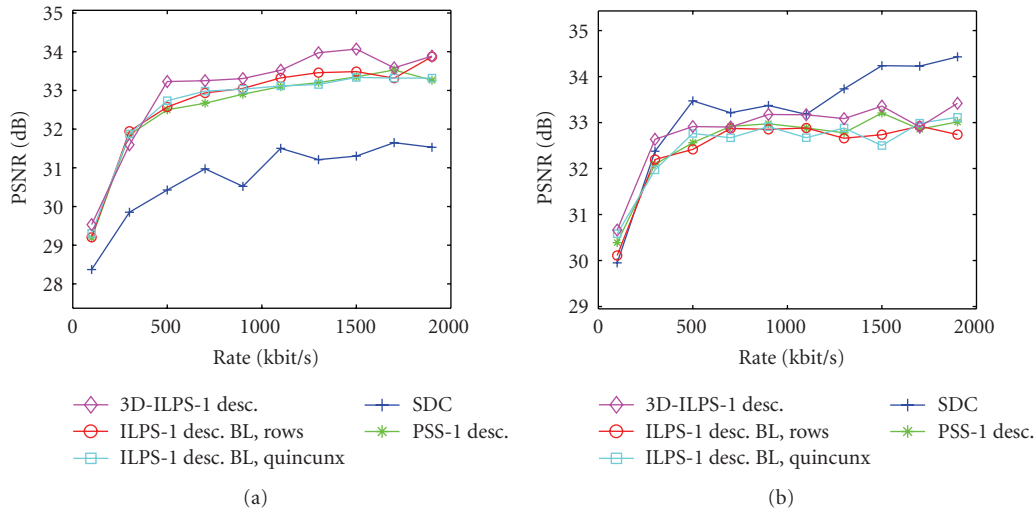 35
34
33
32
31
30
29
28
PSNR (dB)
0 500 1000 1500 2000
Rate (kbit/s)
3D-ILPS-1 desc.
ILPS-1 desc. BL, rows
ILPS-1 desc. BL, quincunx
SDC
PSS-1 desc.
(a)
35
34
33
32
31
30
29
PSNR (dB)
0 500 1000 1500 2000
Rate (kbit/s)
3D-ILPS-1 desc.
ILPS-1 desc. BL, rows
ILPS-1 desc. BL, quincunx
SDC
PSS-1 desc.
(b)